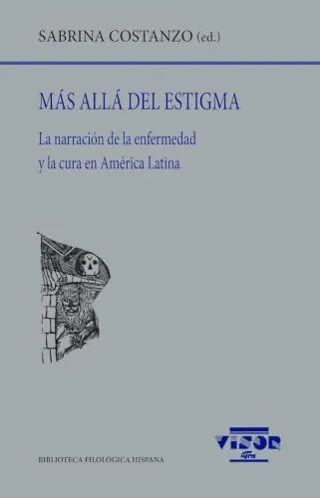 SABRINA COSTANZO (ed.)
MÁS ALLÁ DEL ESTIGMA
La narración de la enfermedad
y la cura en América Latina
VISOR
libros
BIBLIOTECA FILOLÓGICA HISPANA